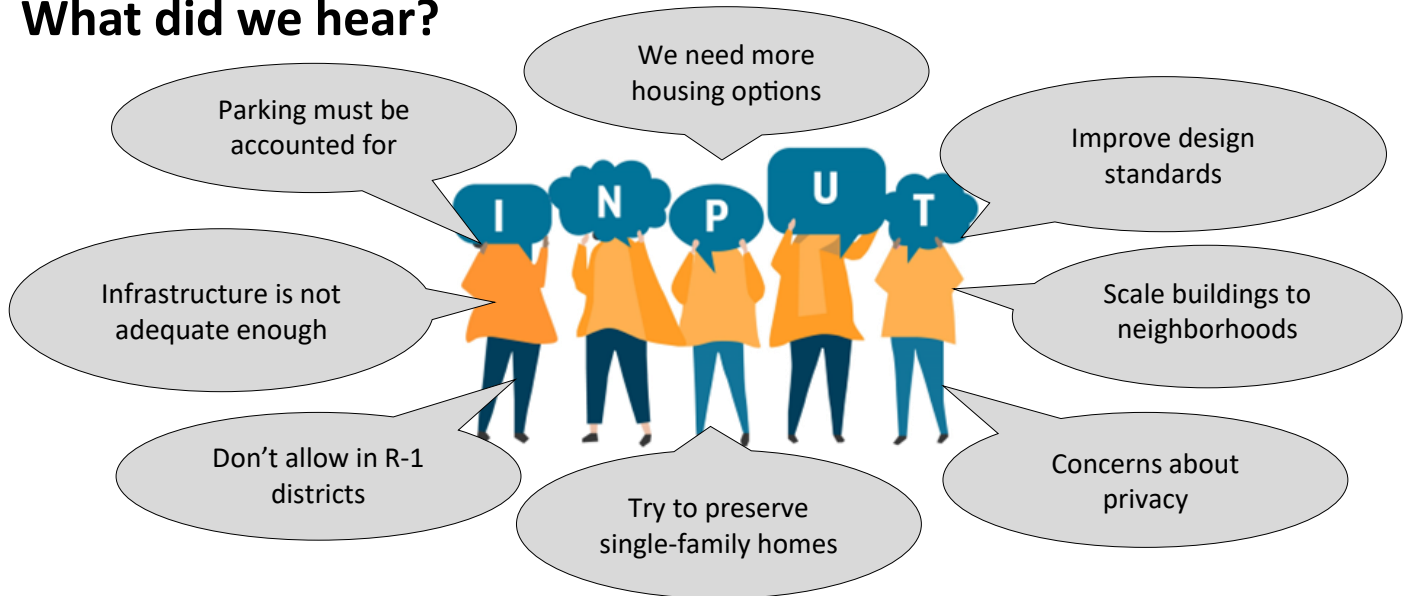 What did we hear?
We need more
housing options
Parking must be
accounted for
Improve design
standards
I N P U T
Infrastructure is not
adequate enough
Scale buildings to
neighborhoods
Don’t allow in R-1
districts
Try to preserve
single-family homes
Concerns about
privacy